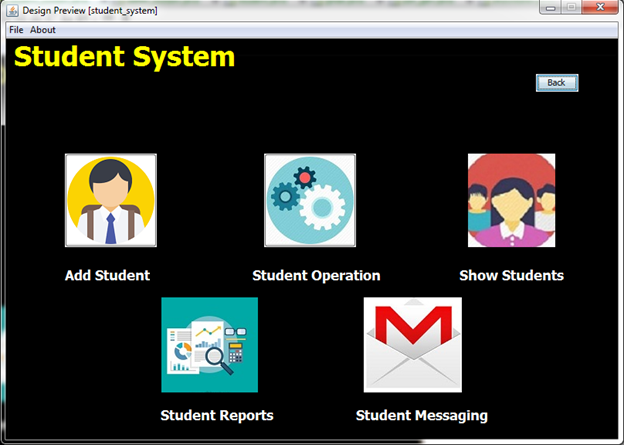 Design Preview [student_system]
File About
Student System
Back
Add Student Student Operation Show Students
Student Reports Student Messaging